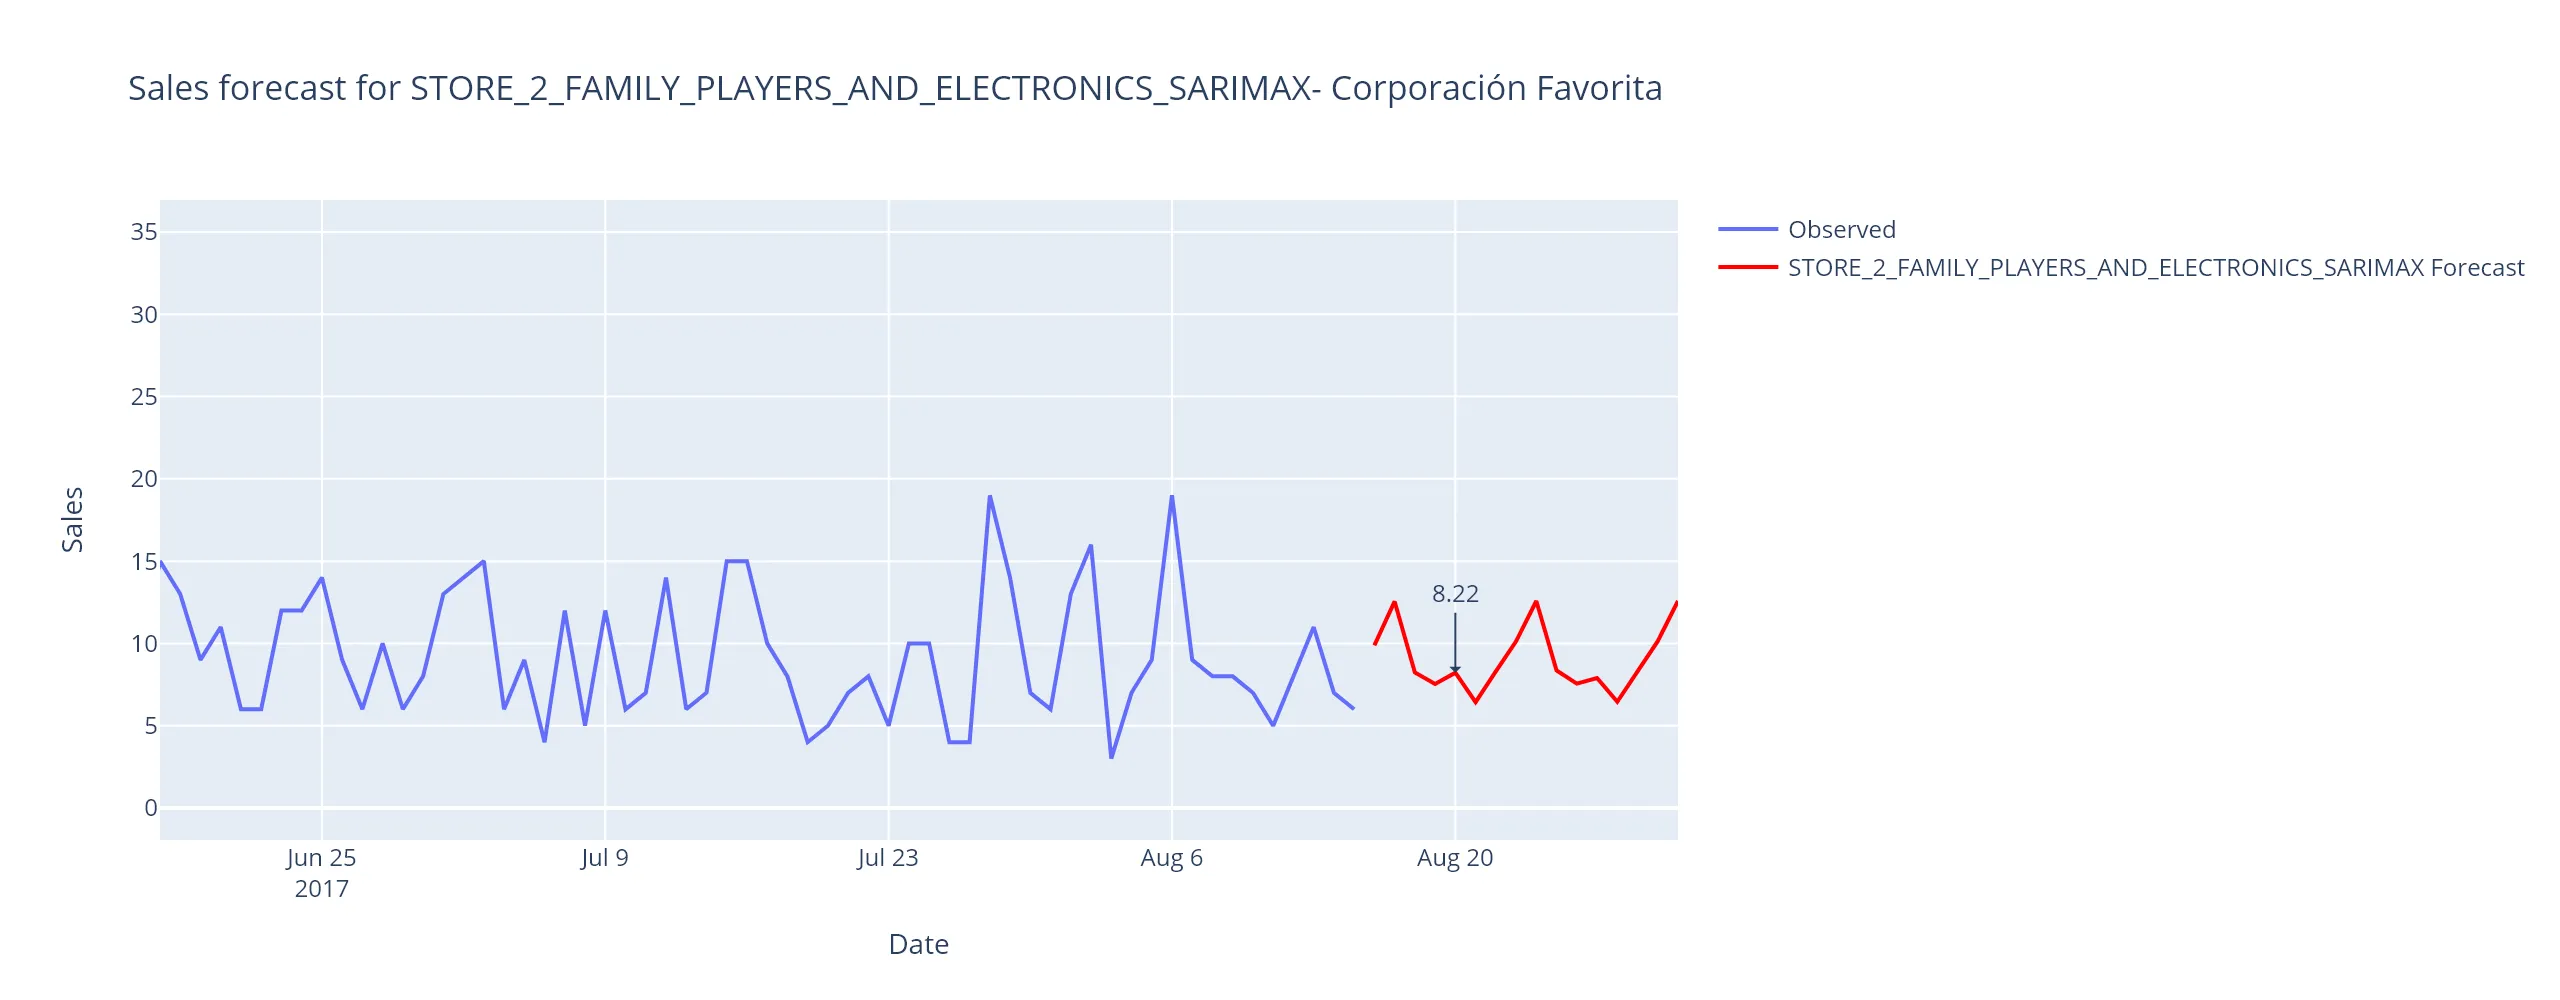 Sales forecast for STORE_2_FAMILY_PLAYERS_AND_ELECTRONICS_SARIMAX- Corporación Favorita
Observed
STORE_2_FAMILY_PLAYERS_AND_ELECTRONICS_SARIMAX Forecast
Sales
35
30
25
20
15
10
5
0
8.22
Jun 25
2017
Jul 9
Jul 23
Aug 6
Aug 20
Date